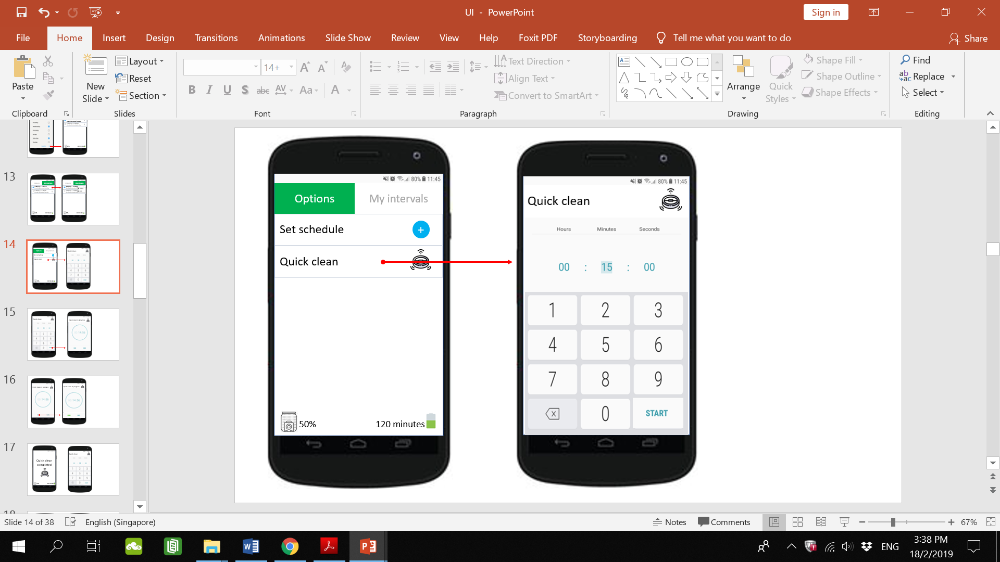 UI - PowerPoint
Sign in
File
Home
Insert
Design
Transitions
Animations
Slide Show
Review
View
Help
Foxit PDF
Storyboarding
Tell me what you want to do
Share
Paste
Clipboard
New Slide
Layout
Reset
Section
Slides
14+
B I U S abc AV Aa A
Font
Text Direction
Align Text
Convert to SmartArt
Paragraph
Arrange
Quick Styles
Shape Fill
Shape Outline
Shape Effects
Drawing
Find
Replace
Select
Editing
13
14
15
16
17
Quick clean
completed
80% 11:45
Options
My intervals
Set schedule
+
Quick clean
50%
120 minutes
80% 11:45
Quick clean
Hours Minutes Seconds
00 : 15 : 00
1 2 3
4 5 6
7 8 9
0 START
Slide 14 of 38
English (Singapore)
Notes
Comments
67%
ENG
3:38 PM
18/2/2019